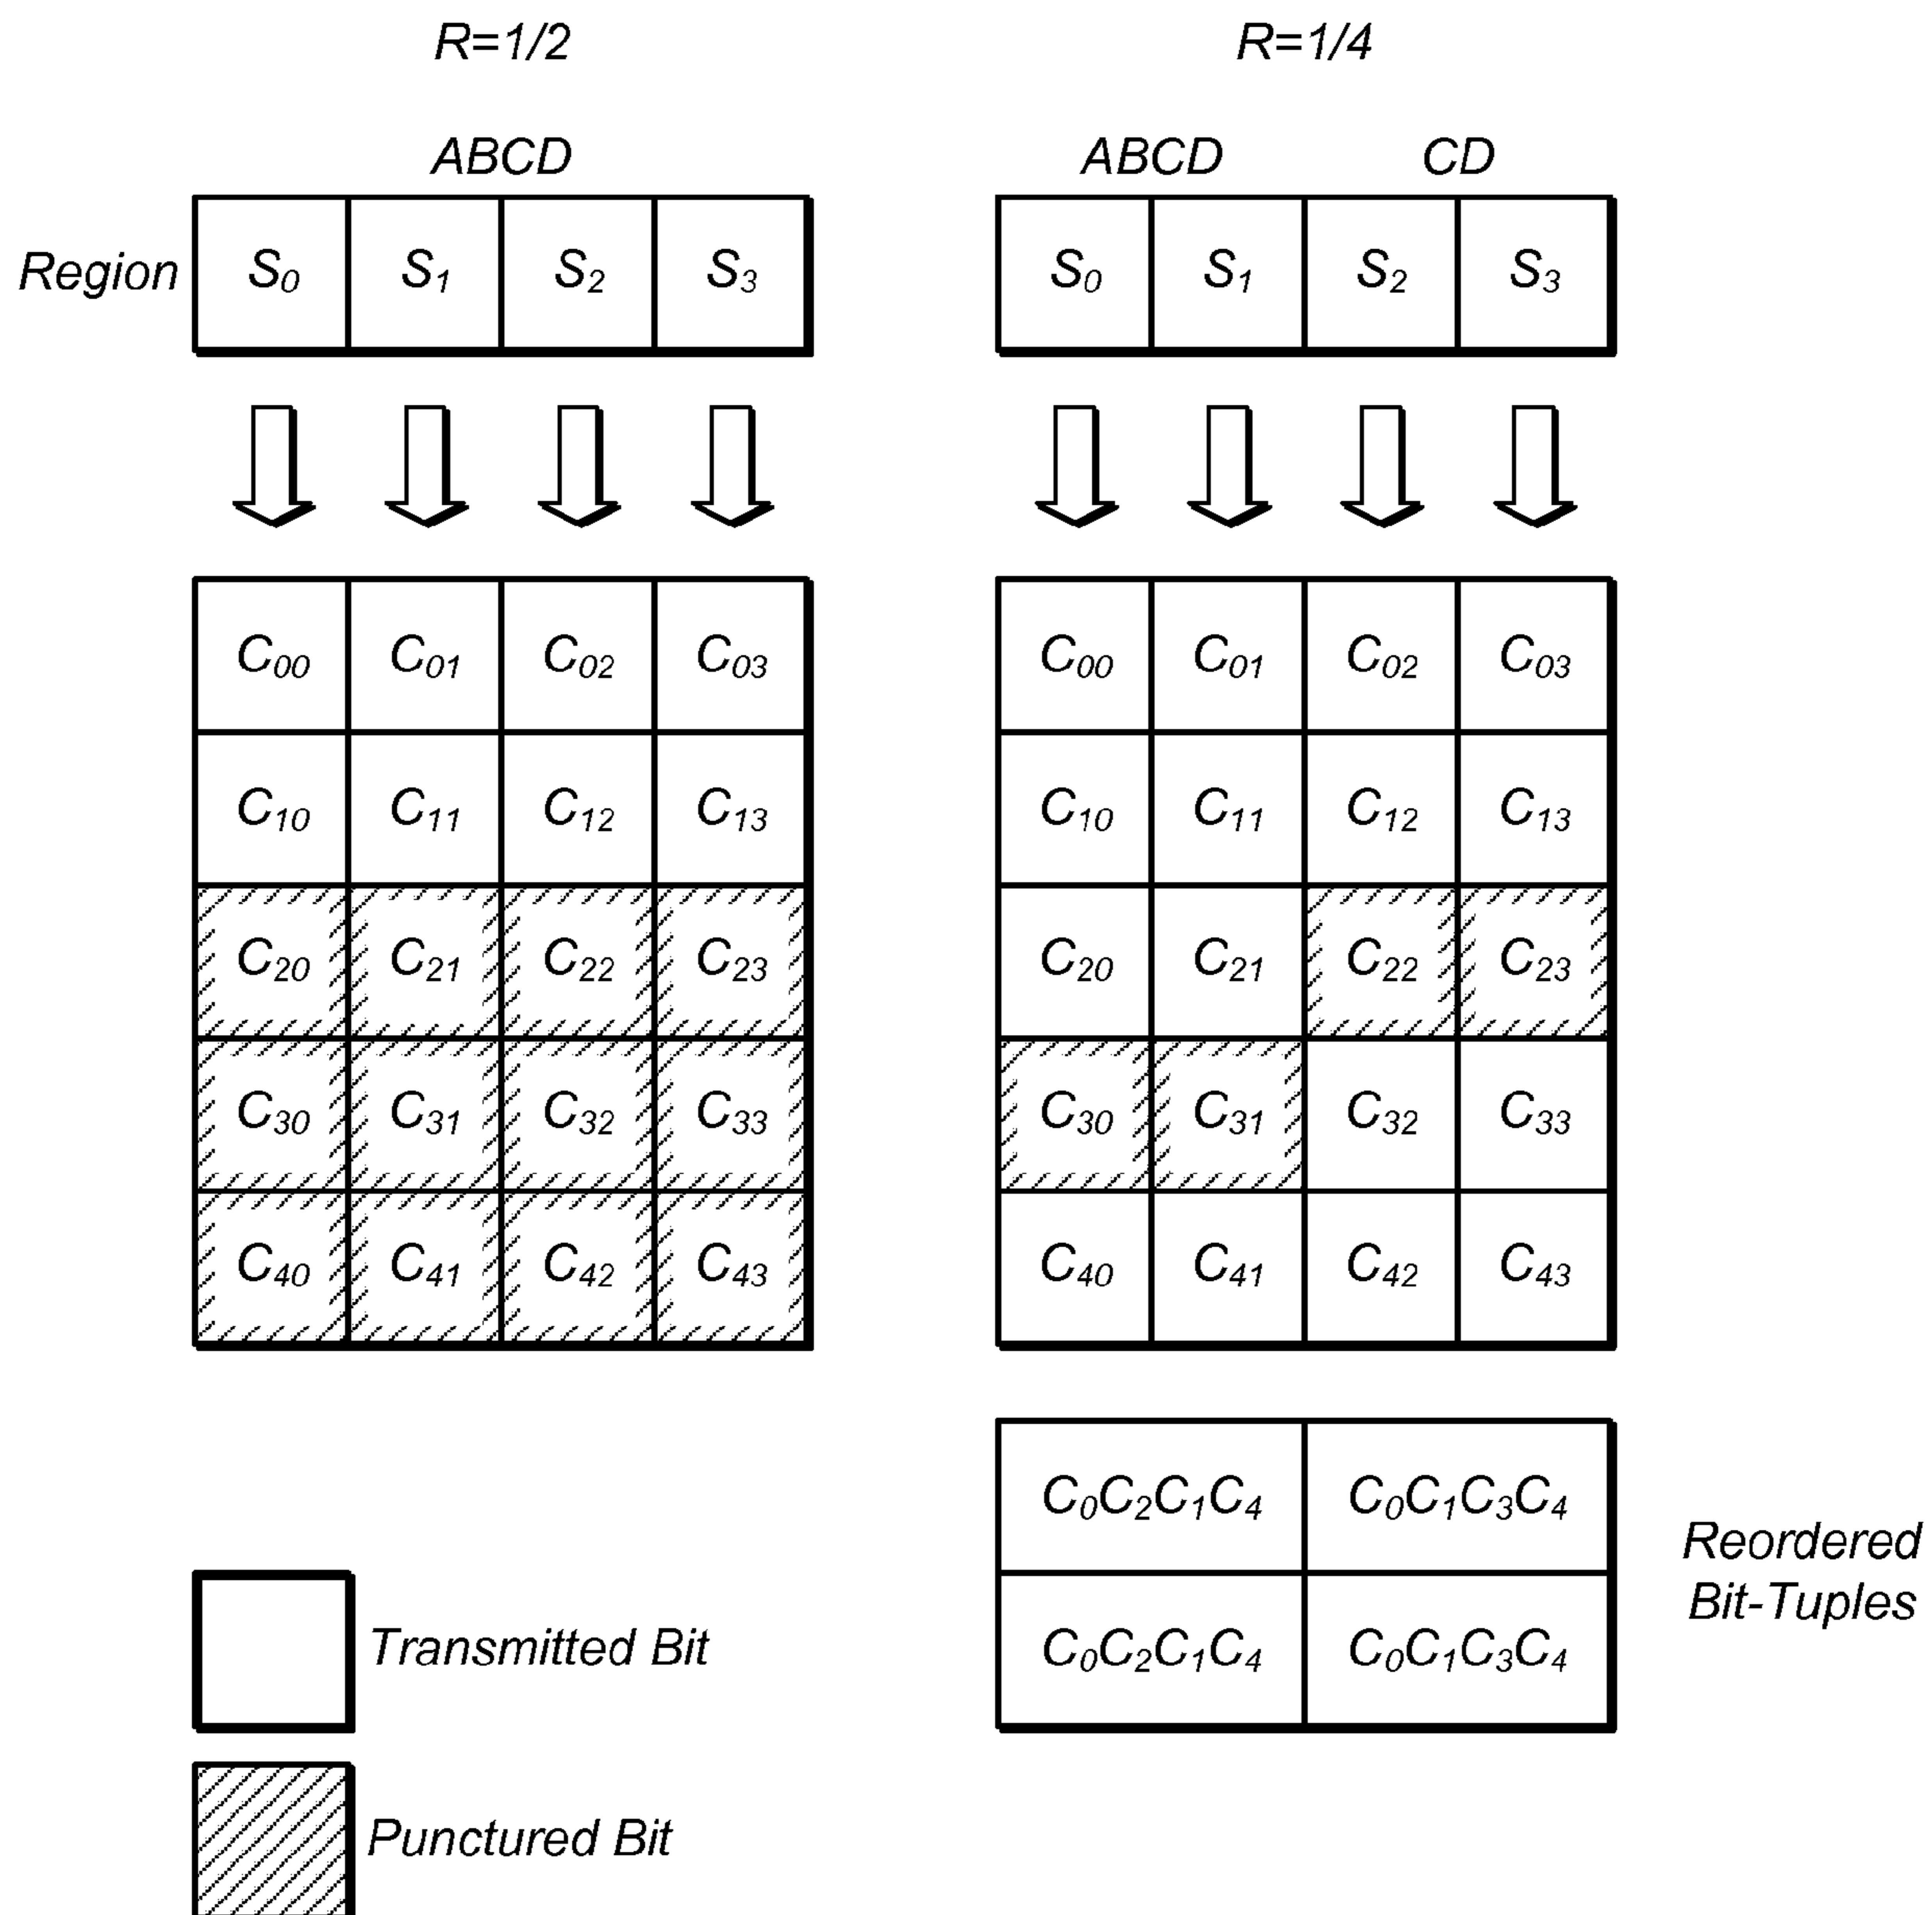 R=1/2 R=1/4
ABCD ABCD CD
Region S0 S1 S2 S3 S0 S1 S2 S3
C00 C01 C02 C03 C00 C01 C02 C03
C10 C11 C12 C13 C10 C11 C12 C13
C20 C21 C22 C23 C20 C21 C22 C23
C30 C31 C32 C33 C30 C31 C32 C33
C40 C41 C42 C43 C40 C41 C42 C43
C0C2C1C4 C0C1C3C4
C0C2C1C4 C0C1C3C4
Reordered
Bit-Tuples
Transmitted Bit
Punctured Bit